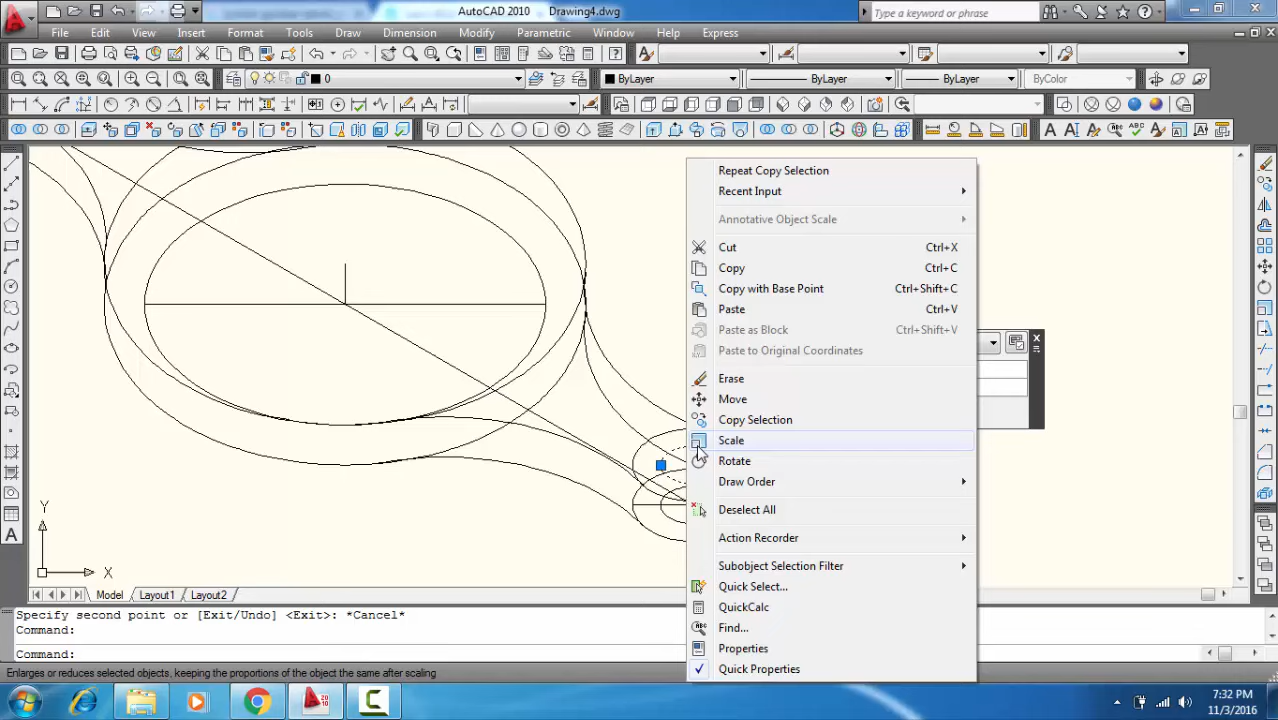 AutoCAD 2010 Drawing4.dwg
Type a keyword or phrase
File Edit View Insert Format Tools Draw Dimension Modify Parametric Window Help Express
0
ByLayer
ByLayer
ByLayer
ByColor
Repeat Copy Selection
Recent Input
Annotative Object Scale
Cut Ctrl+X
Copy Ctrl+C
Copy with Base Point Ctrl+Shift+C
Paste Ctrl+V
Paste as Block Ctrl+Shift+V
Paste to Original Coordinates
Erase
Move
Copy Selection
Scale
Rotate
Draw Order
Deselect All
Action Recorder
Subobject Selection Filter
Quick Select...
QuickCalc
Find...
Properties
Quick Properties
Y
X
Model Layout1 Layout2
Specify second point or [Exit/Undo] <Exit>: *Cancel*
Command:
Command:
Enlarges or reduces selected objects, keeping the proportions of the object the same after scaling
7:32 PM
11/3/2016